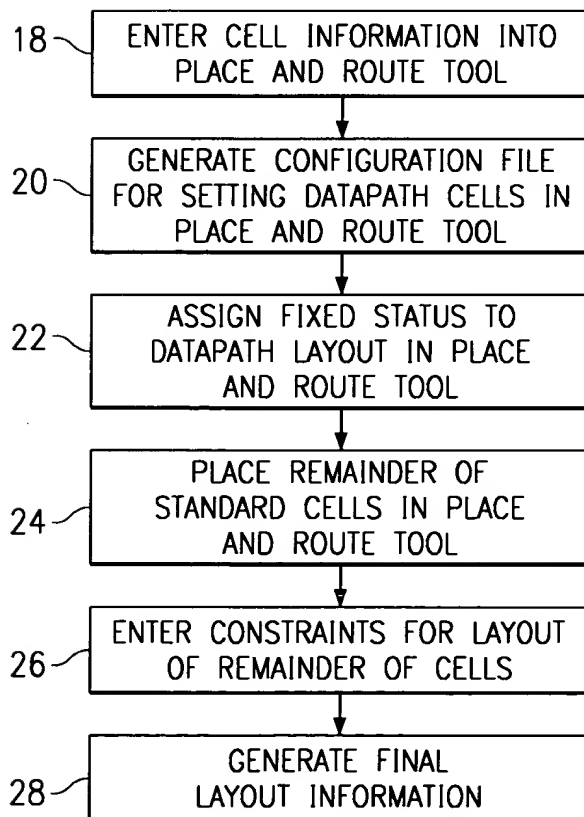 18
ENTER CELL INFORMATION INTO
PLACE AND ROUTE TOOL
20
GENERATE CONFIGURATION FILE
FOR SETTING DATAPATH CELLS IN
PLACE AND ROUTE TOOL
22
ASSIGN FIXED STATUS TO
DATAPATH LAYOUT IN PLACE
AND ROUTE TOOL
24
PLACE REMAINDER OF
STANDARD CELLS IN PLACE
AND ROUTE TOOL
26
ENTER CONSTRAINTS FOR LAYOUT
OF REMAINDER OF CELLS
28
GENERATE FINAL
LAYOUT INFORMATION